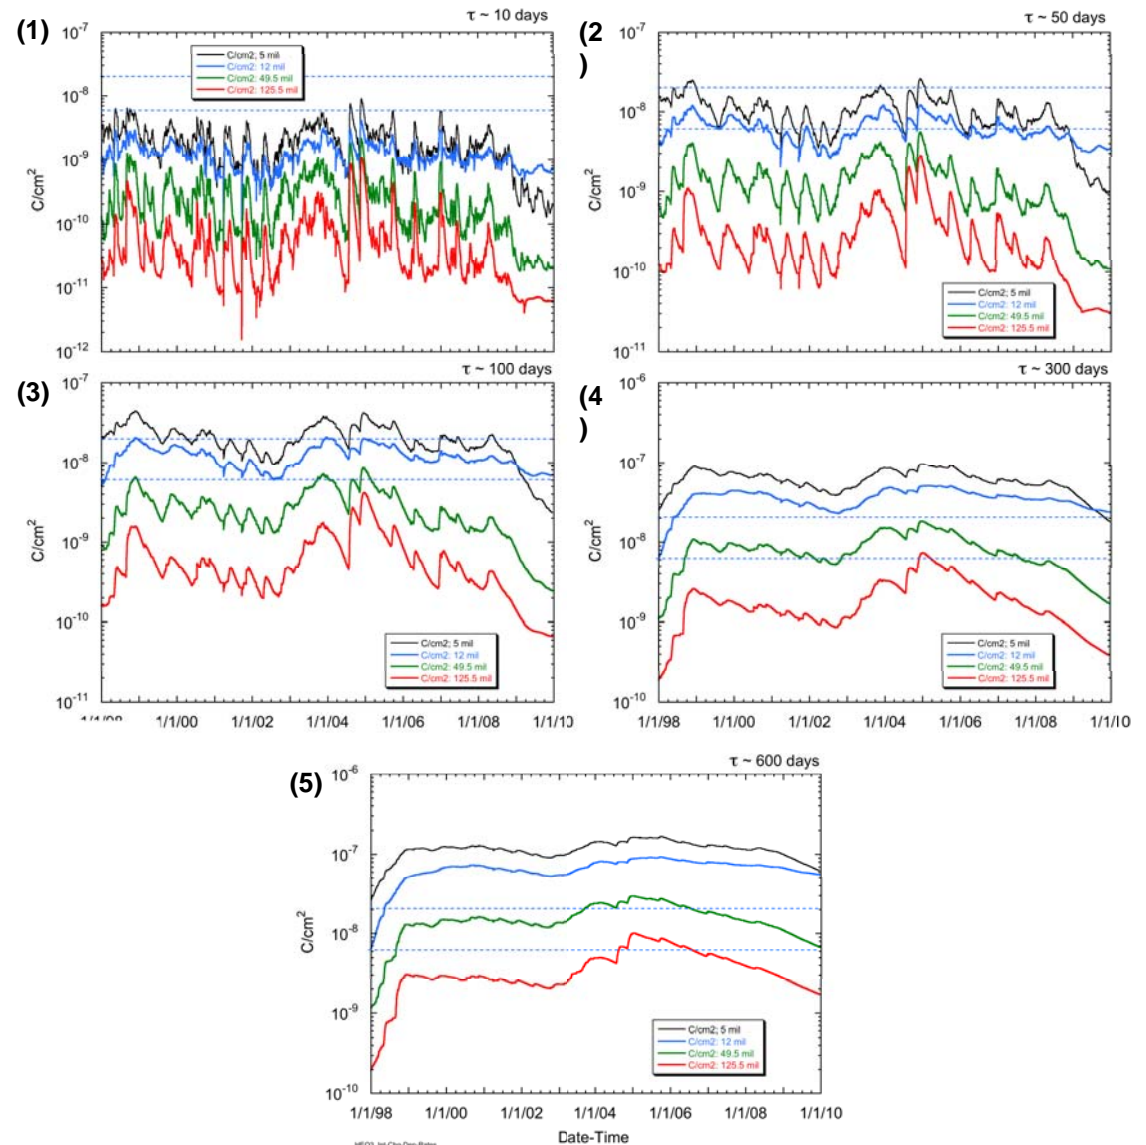 (1)
τ ~ 10 days
10-7
10-8
10-9
10-10
10-11
10-12
C/cm2
C/cm2; 5 mil
C/cm2: 12 mil
C/cm2: 49.5 mil
C/cm2: 125.5 mil
(2
)
τ ~ 50 days
10-7
10-8
10-9
10-10
10-11
C/cm2
C/cm2; 5 mil
C/cm2: 12 mil
C/cm2: 49.5 mil
C/cm2: 125.5 mil
(3)
τ ~ 100 days
10-7
10-8
10-9
10-10
10-11
C/cm2
C/cm2; 5 mil
C/cm2: 12 mil
C/cm2: 49.5 mil
C/cm2: 125.5 mil
1/1/00 1/1/02 1/1/04 1/1/06 1/1/08 1/1/10
(4
)
τ ~ 300 days
10-6
10-7
10-8
10-9
10-10
C/cm2
C/cm2; 5 mil
C/cm2: 12 mil
C/cm2: 49.5 mil
C/cm2: 125.5 mil
1/1/98 1/1/00 1/1/02 1/1/04 1/1/06 1/1/08 1/1/10
(5)
τ ~ 600 days
10-6
10-7
10-8
10-9
10-10
C/cm2
C/cm2; 5 mil
C/cm2: 12 mil
C/cm2: 49.5 mil
C/cm2: 125.5 mil
1/1/98 1/1/00 1/1/02 1/1/04 1/1/06 1/1/08 1/1/10
Date-Time